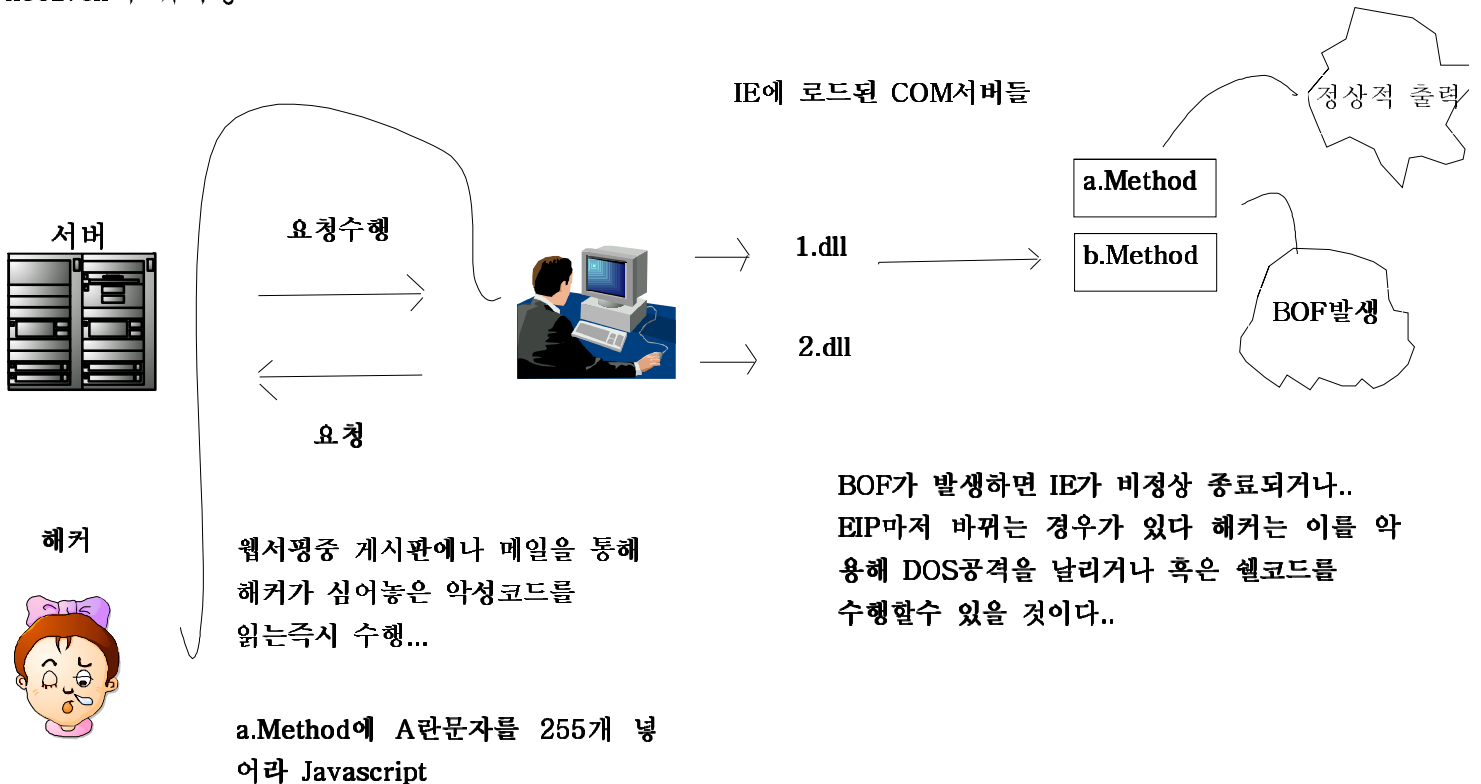 IE에 로드된 COM서버들
정상적 출력
a.Method
서버
요청수행
1.dll
b.Method
BOF발생
2.dll
요청
BOF가 발생하면 IE가 비정상 종료되거나..
EIP마저 바뀌는 경우가 있다 해커는 이를 악
용해 DOS공격을 날리거나 혹은 쉘코드를
수행할수 있을 것이다..
해커
웹서핑중 게시판에나 메일을 통해
해커가 심어놓은 악성코드를
읽는즉시 수행...
a.Method에 A란문자를 255개 넣
어라 Javascript